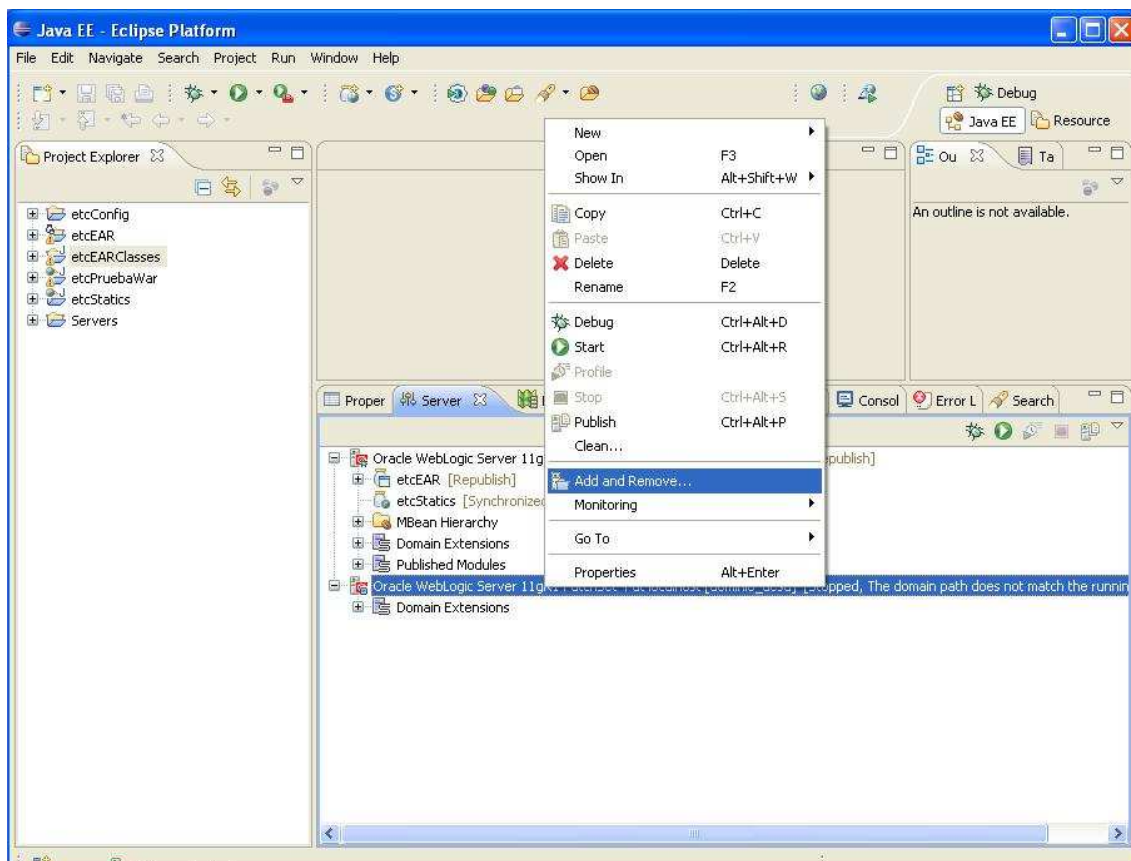 Java EE - Eclipse Platform
File Edit Navigate Search Project Run Window Help
Debug
Java EE Resource
Project Explorer
etcConfig
etcEAR
etcEARClasses
etcPruebaWar
etcStatics
Servers
New
Open F3
Show In Alt+Shift+W
Copy Ctrl+C
Paste Ctrl+V
Delete Delete
Rename F2
Debug Ctrl+Alt+D
Start Ctrl+Alt+R
Profile
Stop Ctrl+Alt+S
Publish Ctrl+Alt+P
Clean...
Add and Remove...
Monitoring
Go To
Properties Alt+Enter
Ou Ta
An outline is not available.
Proper Server Consol Error L Search
Oracle WebLogic Server 11g publish]
etcEAR [Republish]
etcStatics [Synchronized
MBean Hierarchy
Domain Extensions
Published Modules
Oracle WebLogic Server 11g [Stopped, The domain path does not match the runnin
Domain Extensions